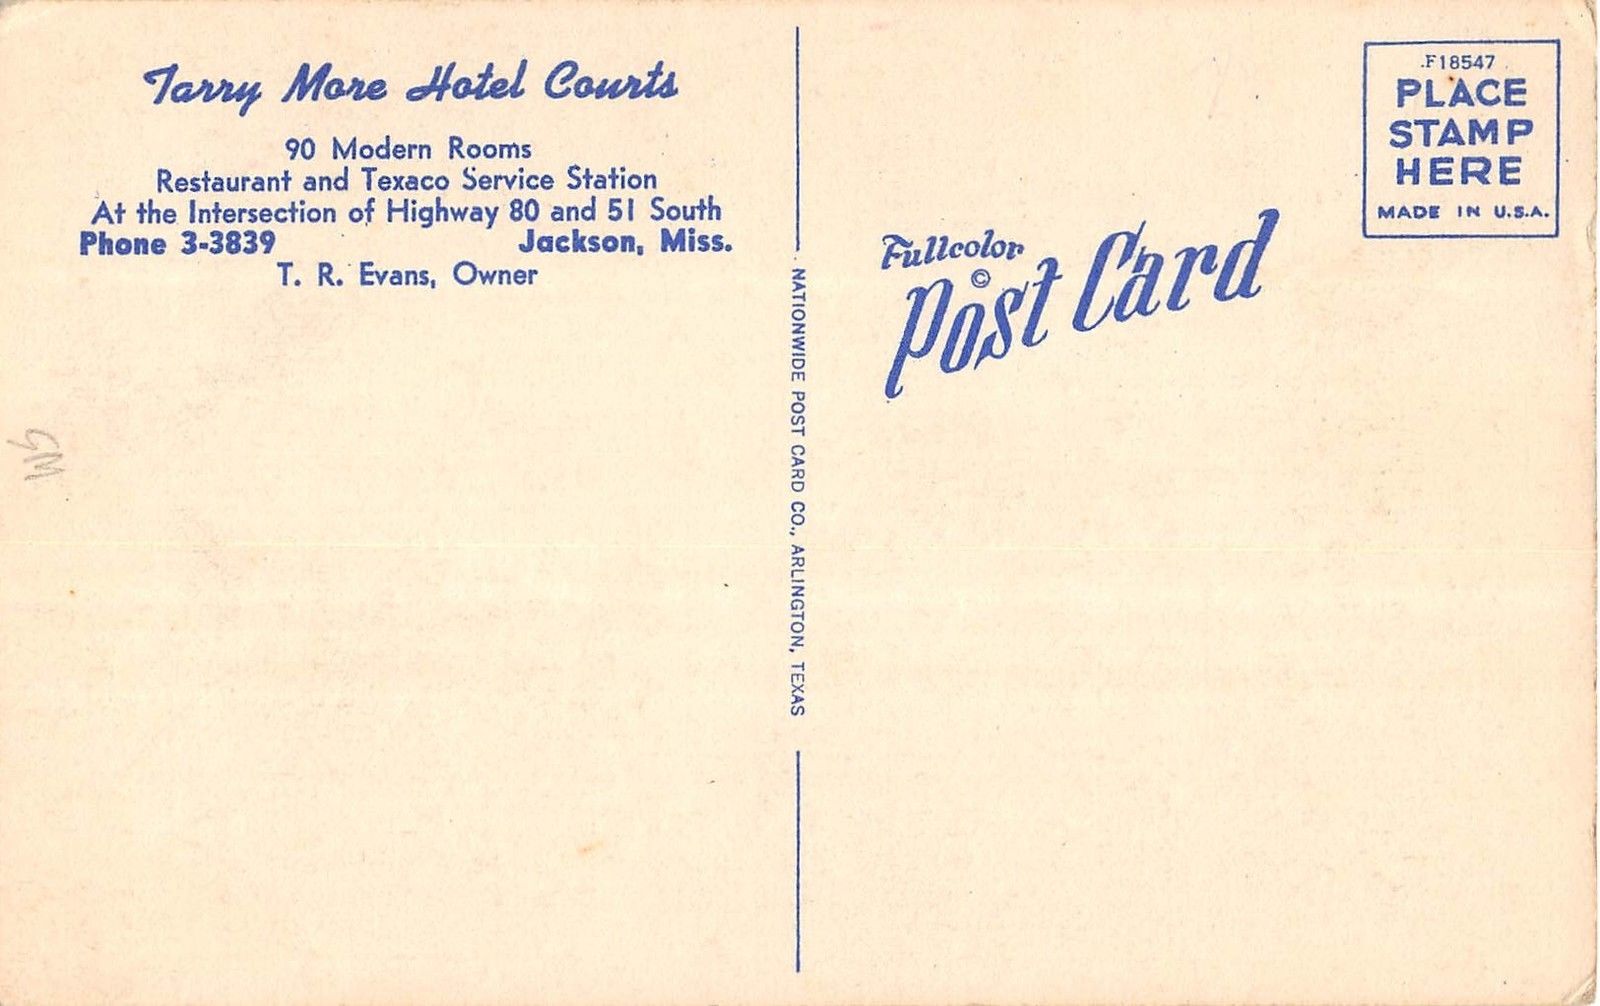 Tarry More Hotel Courts
90 Modern Rooms
Restaurant and Texaco Service Station
At the Intersection of Highway 80 and 51 South
Phone 3-3839 Jackson, Miss.
T. R. Evans, Owner
NATIONWIDE POST CARD CO., ARLINGTON, TEXAS
Fullcolor
©
Post Card
F18547
PLACE
STAMP
HERE
MADE IN U.S.A.